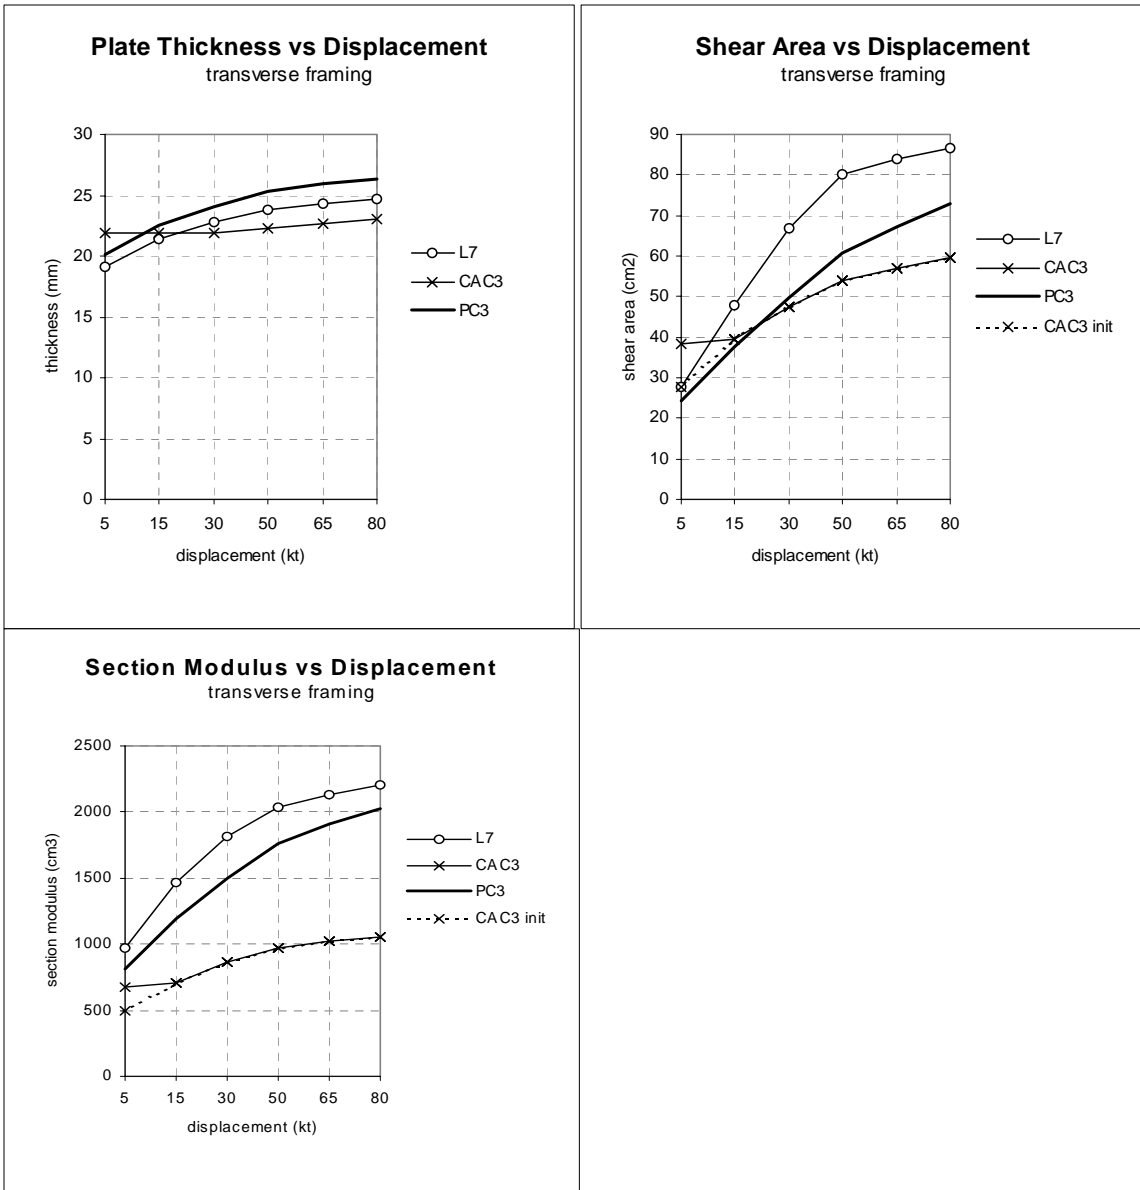 Plate Thickness vs Displacement
transverse framing
thickness (mm)
30
25
20
15
10
5
0
5 15 30 50 65 80
displacement (kt)
L7
CAC3
PC3
Shear Area vs Displacement
transverse framing
shear area (cm2)
90
80
70
60
50
40
30
20
10
0
5 15 30 50 65 80
displacement (kt)
L7
CAC3
PC3
CAC3 init
Section Modulus vs Displacement
transverse framing
section modulus (cm3)
2500
2000
1500
1000
500
0
5 15 30 50 65 80
displacement (kt)
L7
CAC3
PC3
CAC3 init